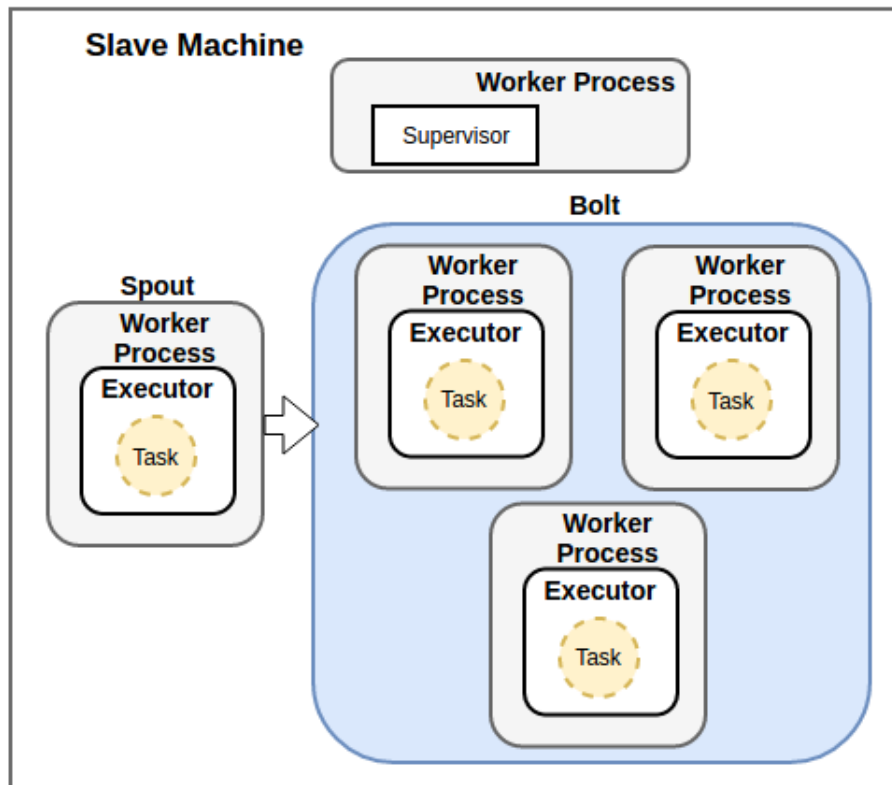 Slave Machine
Worker Process
Supervisor
Bolt
Spout
Worker
Process
Executor
Task
Worker
Process
Executor
Task
Worker
Process
Executor
Task
Worker
Process
Executor
Task